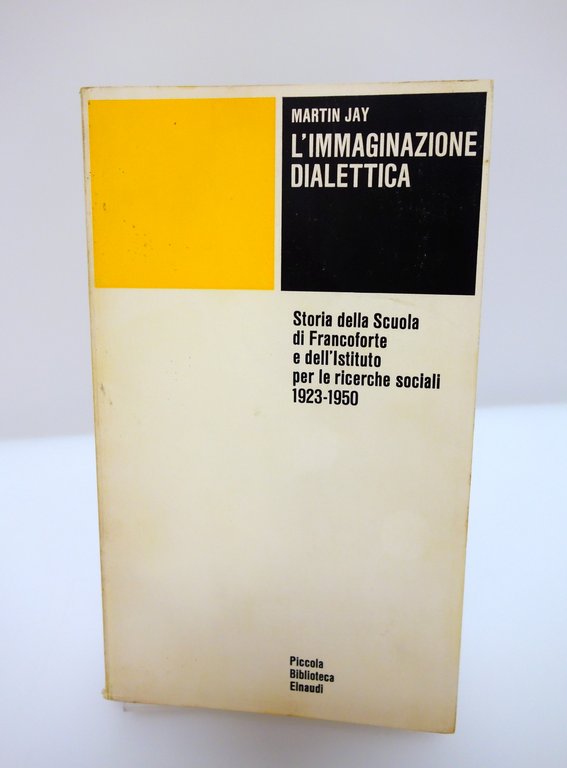 MARTIN JAY
L'IMMAGINAZIONE
DIALETTICA
Storia della Scuola
di Francoforte
e dell'Istituto
per le ricerche sociali
1923-1950
Piccola
Biblioteca
Einaudi